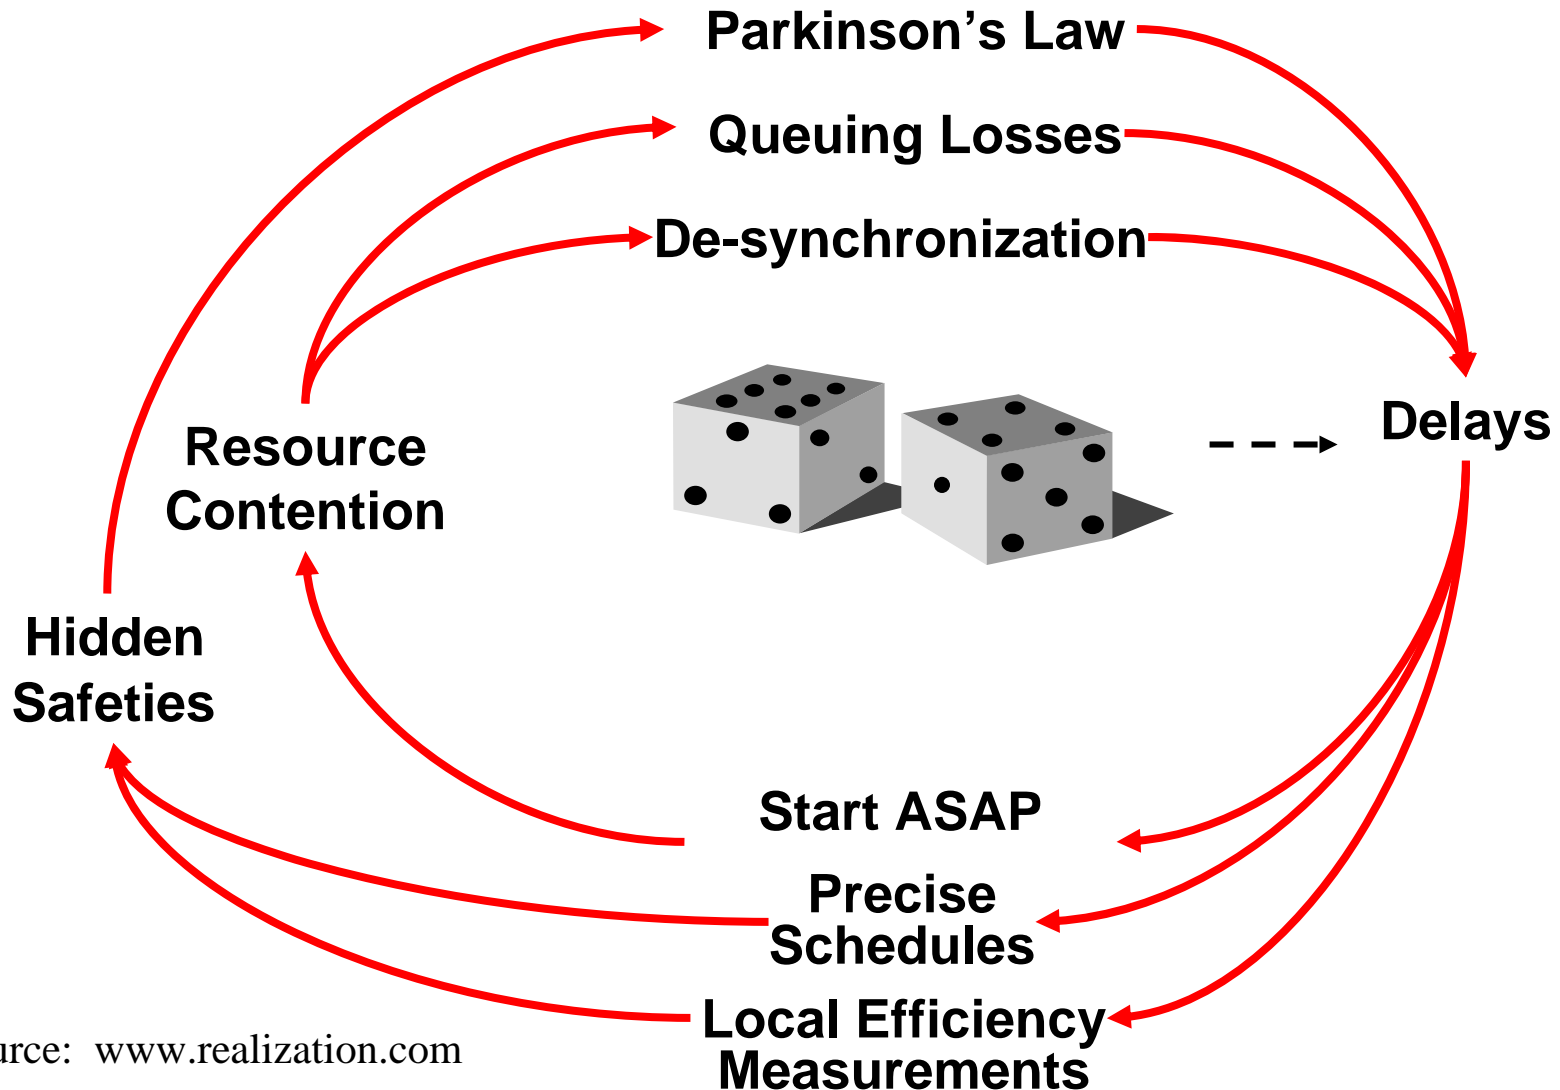 Parkinson’s Law
Queuing Losses
De-synchronization
Delays
Resource
Contention
Hidden
Safeties
Start ASAP
Precise
Schedules
Local Efficiency
Measurements
urce: www.realization.com